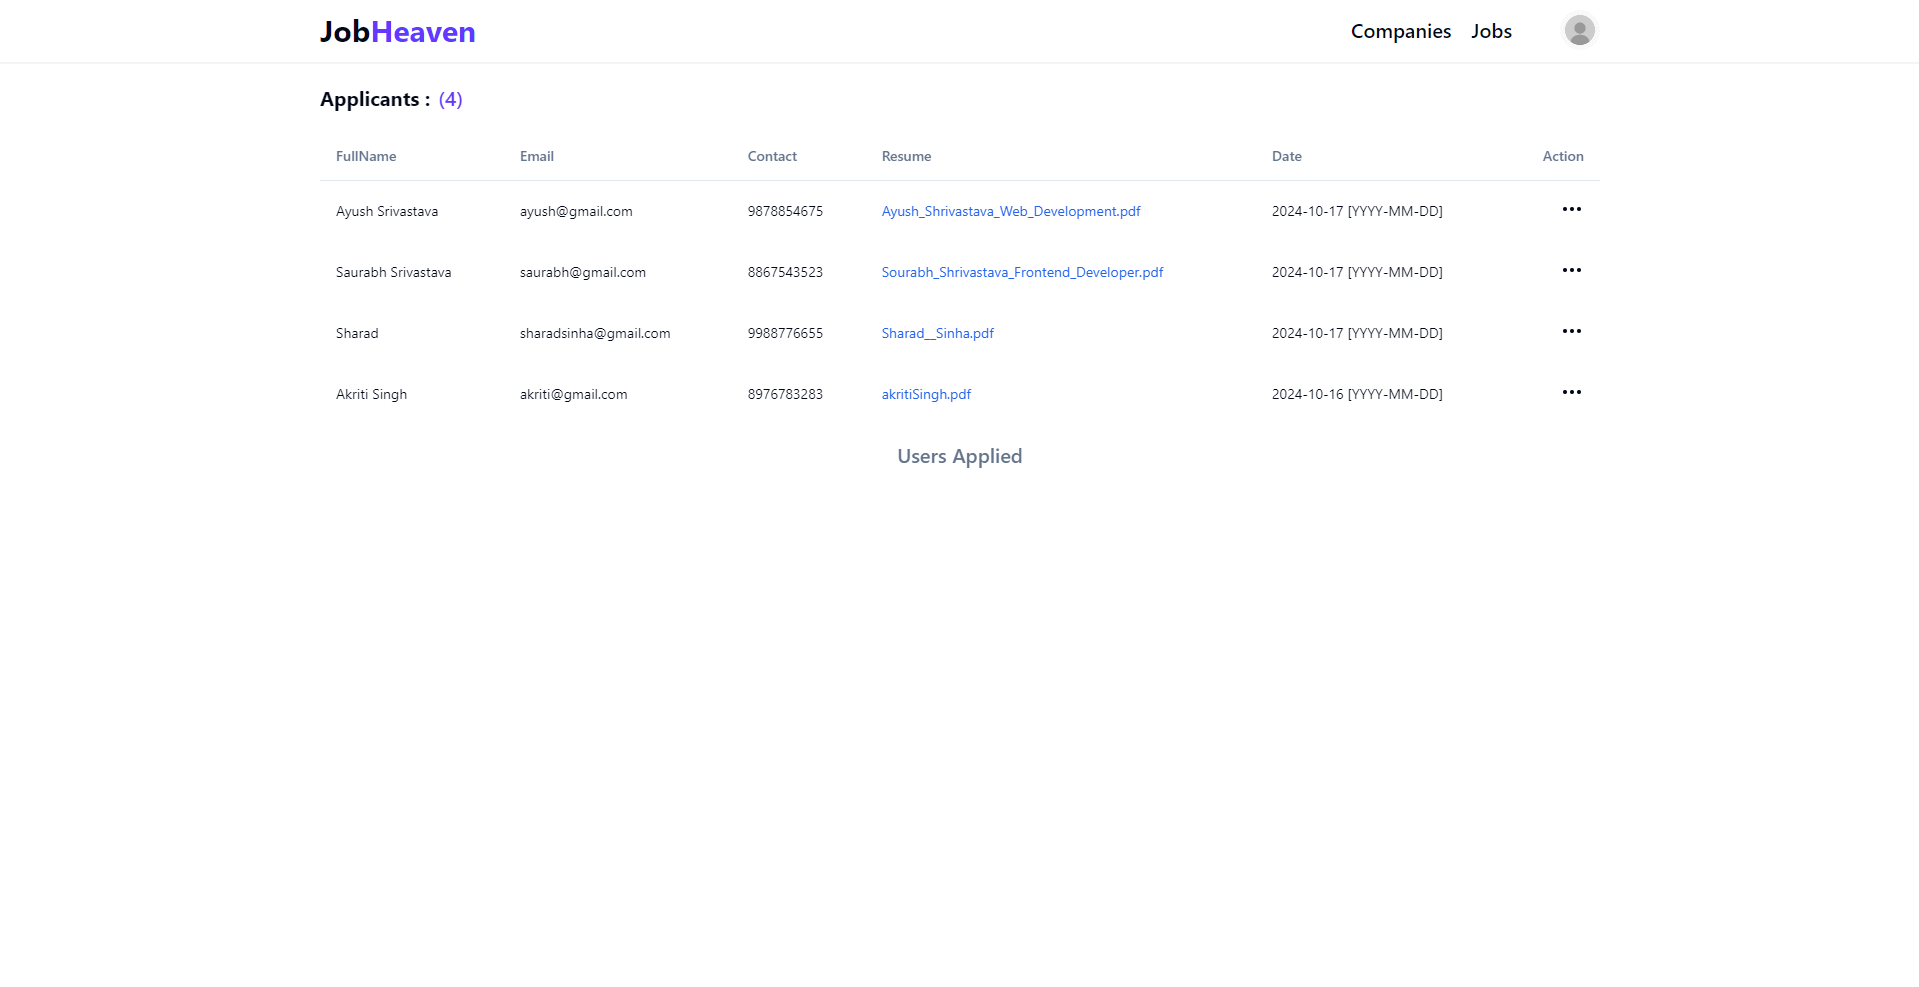 JobHeaven Companies Jobs
Applicants : (4)
FullName Email Contact Resume Date Action
Ayush Srivastava ayush@gmail.com 9878854675 Ayush_Shrivastava_Web_Development.pdf 2024-10-17 [YYYY-MM-DD]
Saurabh Srivastava saurabh@gmail.com 8867543523 Sourabh_Shrivastava_Frontend_Developer.pdf 2024-10-17 [YYYY-MM-DD]
Sharad sharadsinha@gmail.com 9988776655 Sharad__Sinha.pdf 2024-10-17 [YYYY-MM-DD]
Akriti Singh akriti@gmail.com 8976783283 akritiSingh.pdf 2024-10-16 [YYYY-MM-DD]
Users Applied